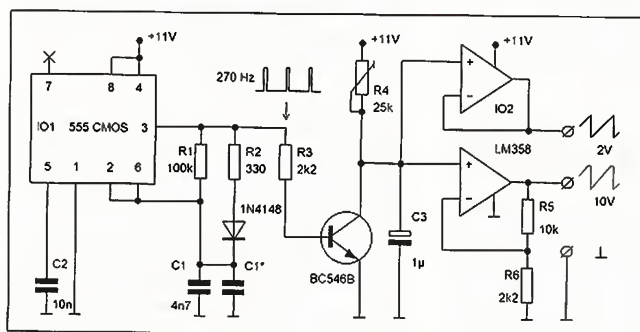 +11V
7
8
4
IO1
555 CMOS
3
5
1
2
6
C2
10n
R1
100k
R2
330
1N4148
C1
4n7
C1*
270 Hz
R3
2k2
BC546B
+11V
R4
25k
C3
1µ
+11V
+
−
IO2
LM358
2V
+
−
10V
R5
10k
R6
2k2
⊥